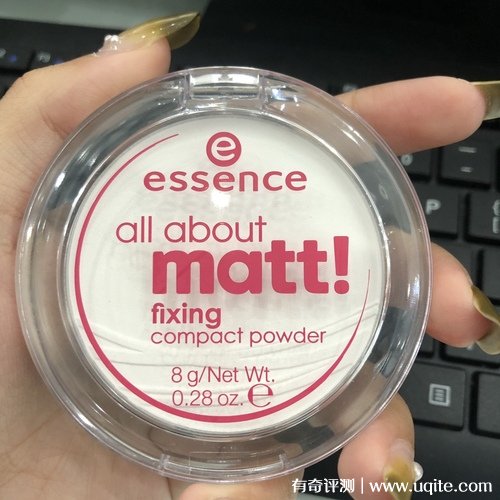 e
essence
all about
matt!
fixing
compact powder
8 g/Net Wt.
0.28 oz. ℮
有奇评测 | www.uqite.com